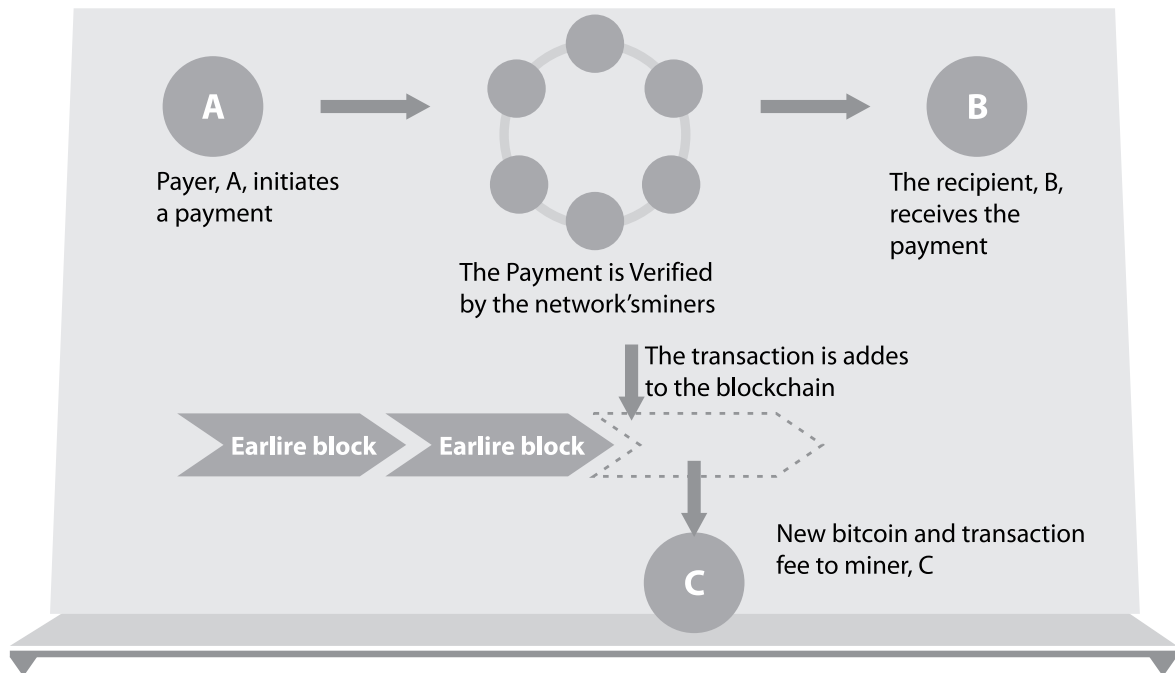 A
B
Payer, A, initiates
a payment
The recipient, B,
receives the
payment
The Payment is Verified
by the network'sminers
The transaction is addes
to the blockchain
Earlire block
Earlire block
New bitcoin and transaction
fee to miner, C
C